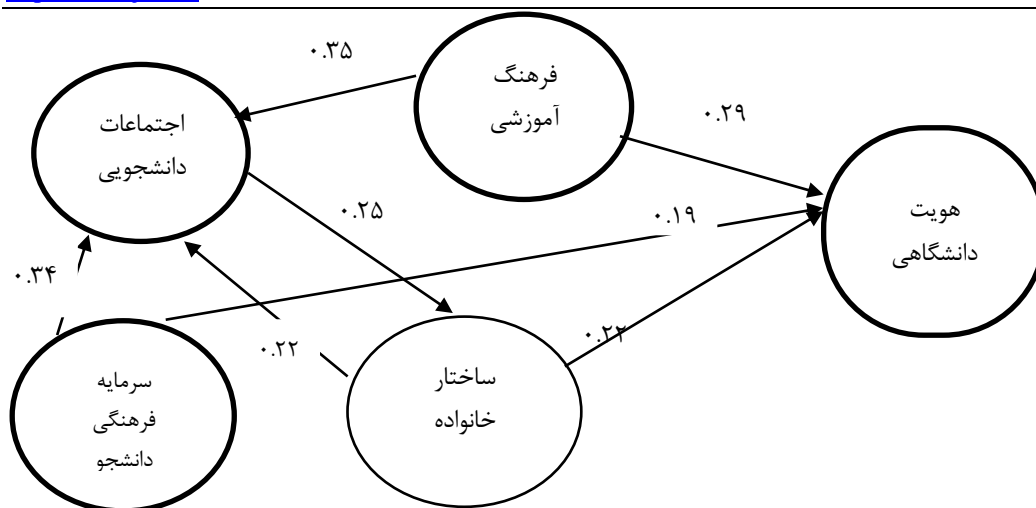 ۰.۳۵
فرهنگ
آموزشی
اجتماعات
دانشجویی
۰.۲۹
هویت
دانشگاهی
۰.۲۵
۰.۱۹
۰.۳۴
۰.۲۲
۰.۲۲
ساختار
خانواده
سرمایه
فرهنگی
دانشجو